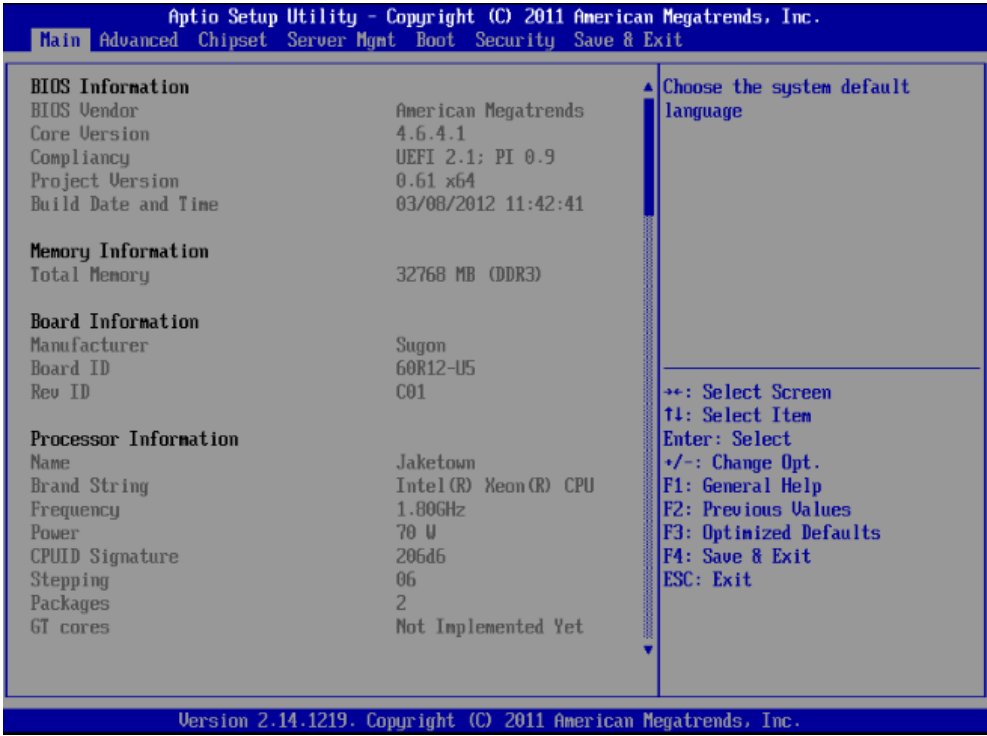 Aptio Setup Utility - Copyright (C) 2011 American Megatrends, Inc.
Main Advanced Chipset Server Mgmt Boot Security Save & Exit
BIOS Information
BIOS Vendor American Megatrends
Core Version 4.6.4.1
Compliancy UEFI 2.1; PI 0.9
Project Version 0.61 x64
Build Date and Time 03/08/2012 11:42:41
Memory Information
Total Memory 32768 MB (DDR3)
Board Information
Manufacturer Sugon
Board ID 60R12-U5
Rev ID C01
Processor Information
Name Jaketown
Brand String Intel(R) Xeon(R) CPU
Frequency 1.80GHz
Power 70 W
CPUID Signature 206d6
Stepping 06
Packages 2
GT cores Not Implemented Yet
Choose the system default
language
→←: Select Screen
↑↓: Select Item
Enter: Select
+/-: Change Opt.
F1: General Help
F2: Previous Values
F3: Optimized Defaults
F4: Save & Exit
ESC: Exit
Version 2.14.1219. Copyright (C) 2011 American Megatrends, Inc.